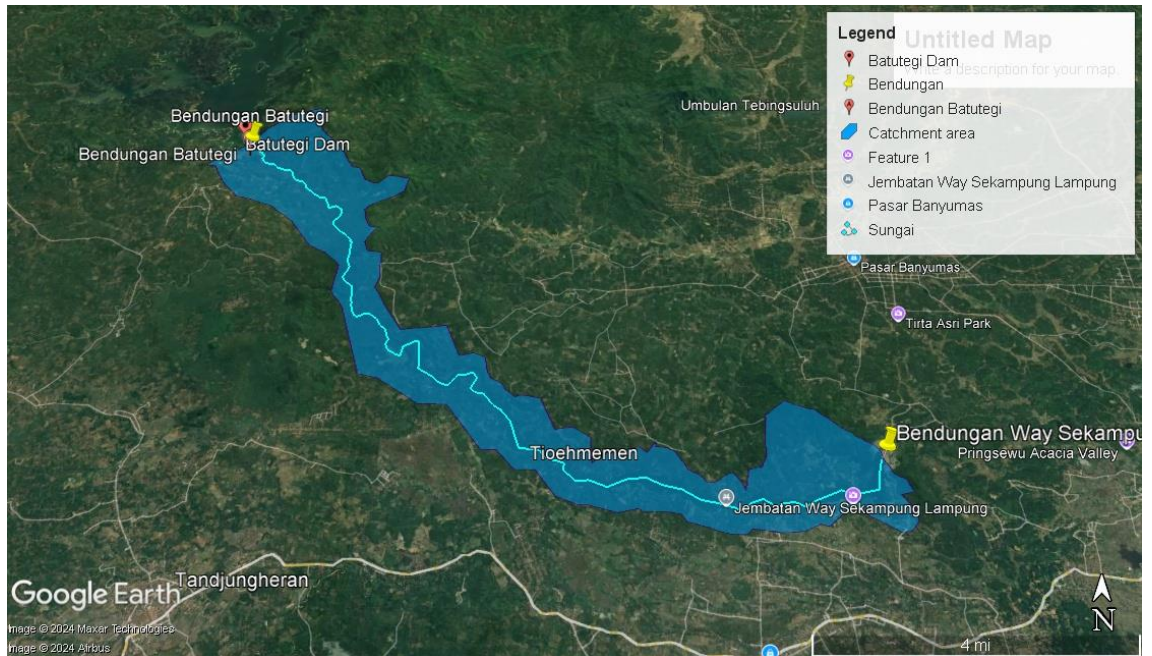 Legend
Untitled Map
Write a description for your map.
Batutegi Dam
Bendungan
Bendungan Batutegi
Catchment area
Feature 1
Jembatan Way Sekampung Lampung
Pasar Banyumas
Sungai
Umbulan Tebingsuluh
Bendungan Batutegi
Batutegi Dam
Bendungan Batutegi
Pasar Banyumas
Tirta Asri Park
Bendungan Way Sekampu
Pringsewu Acacia Valley
Tioehmemen
Jembatan Way Sekampung Lampung
Tandjungheran
Google Earth
Image © 2024 Maxar Technologies
Image © 2024 Airbus
N
4 mi